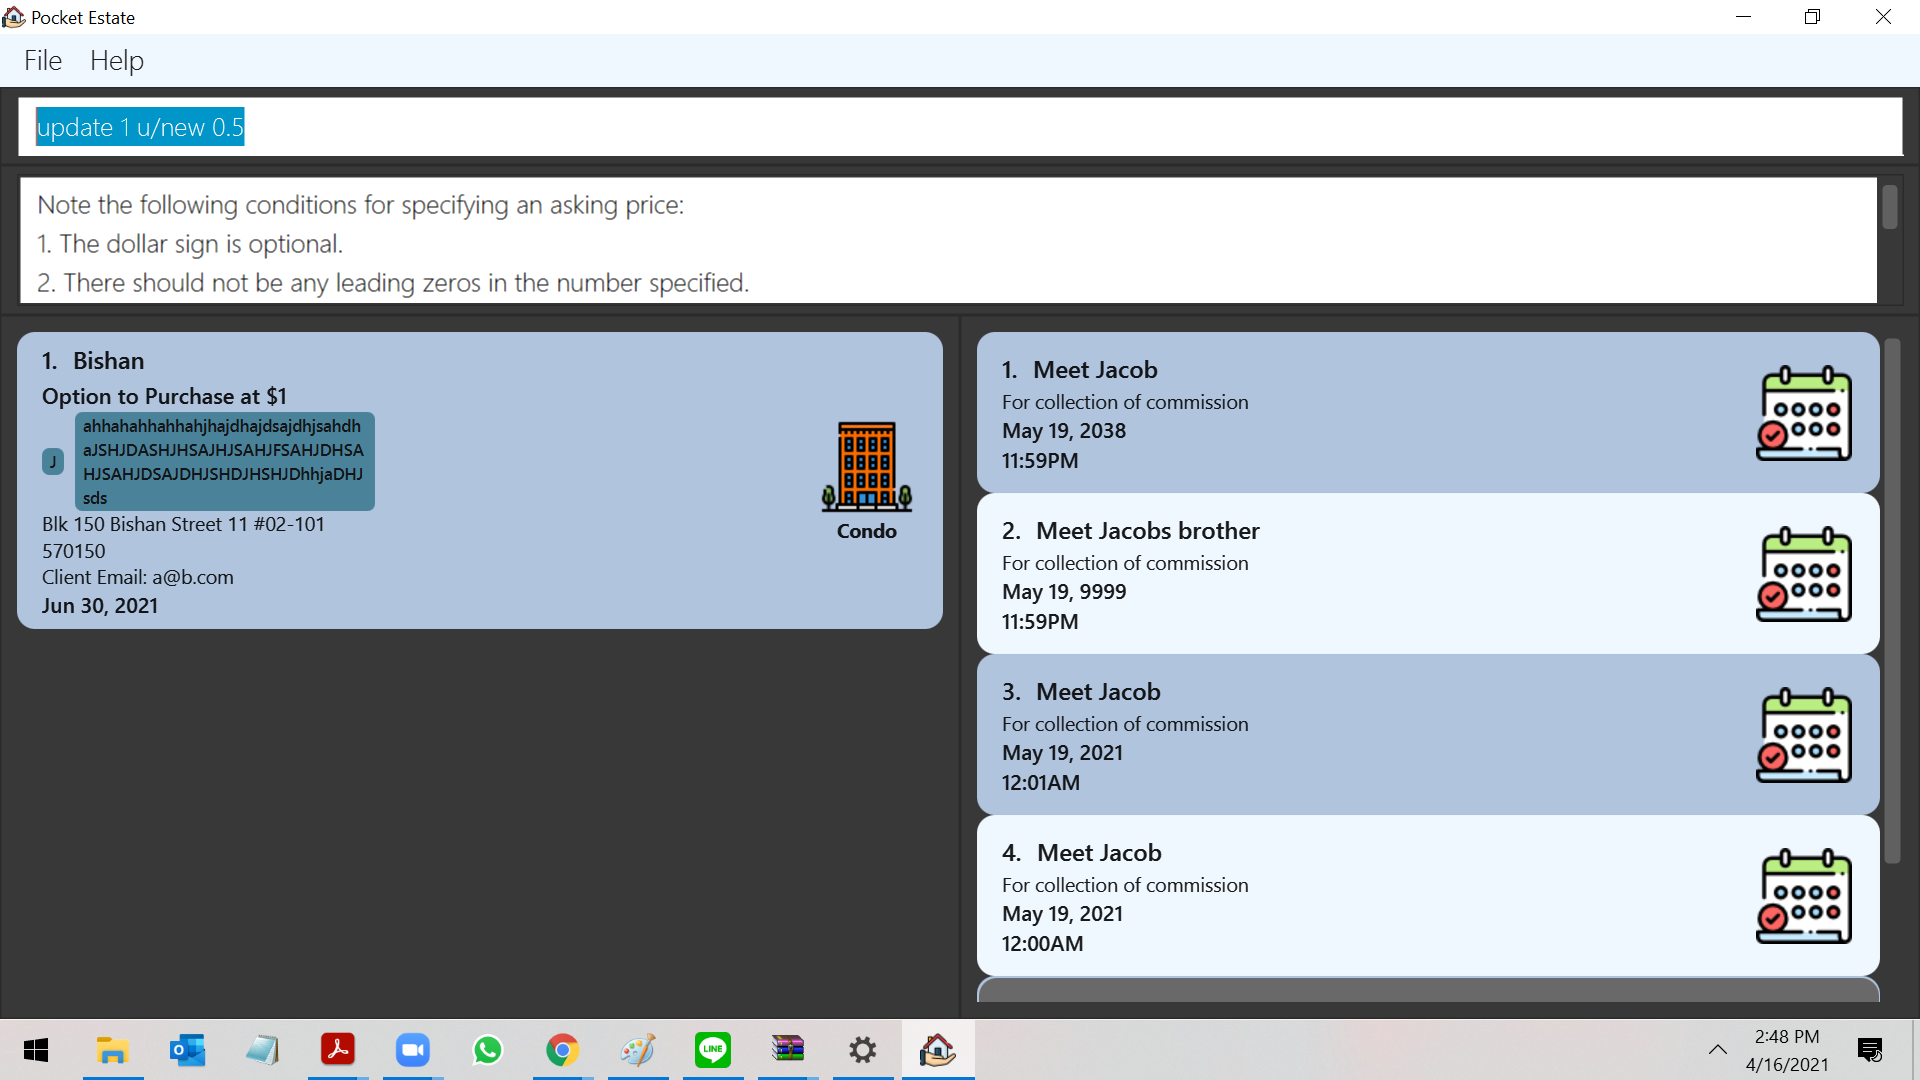 Pocket Estate
File Help
update 1 u/new 0.5
Note the following conditions for specifying an asking price:
1. The dollar sign is optional.
2. There should not be any leading zeros in the number specified.
1. Bishan
Option to Purchase at $1
J
ahhahahhahhahjhajdhajdsajdhjsahdh
aJSHJDASHJHSAJHJSAHJFSAHJDHSA
HJSAHJDSAJDHJSHDJHSHJDhhjaDHJ
sds
Blk 150 Bishan Street 11 #02-101
570150
Client Email: a@b.com
Jun 30, 2021
Condo
1. Meet Jacob
For collection of commission
May 19, 2038
11:59PM
2. Meet Jacobs brother
For collection of commission
May 19, 9999
11:59PM
3. Meet Jacob
For collection of commission
May 19, 2021
12:01AM
4. Meet Jacob
For collection of commission
May 19, 2021
12:00AM
LINE
2:48 PM
4/16/2021